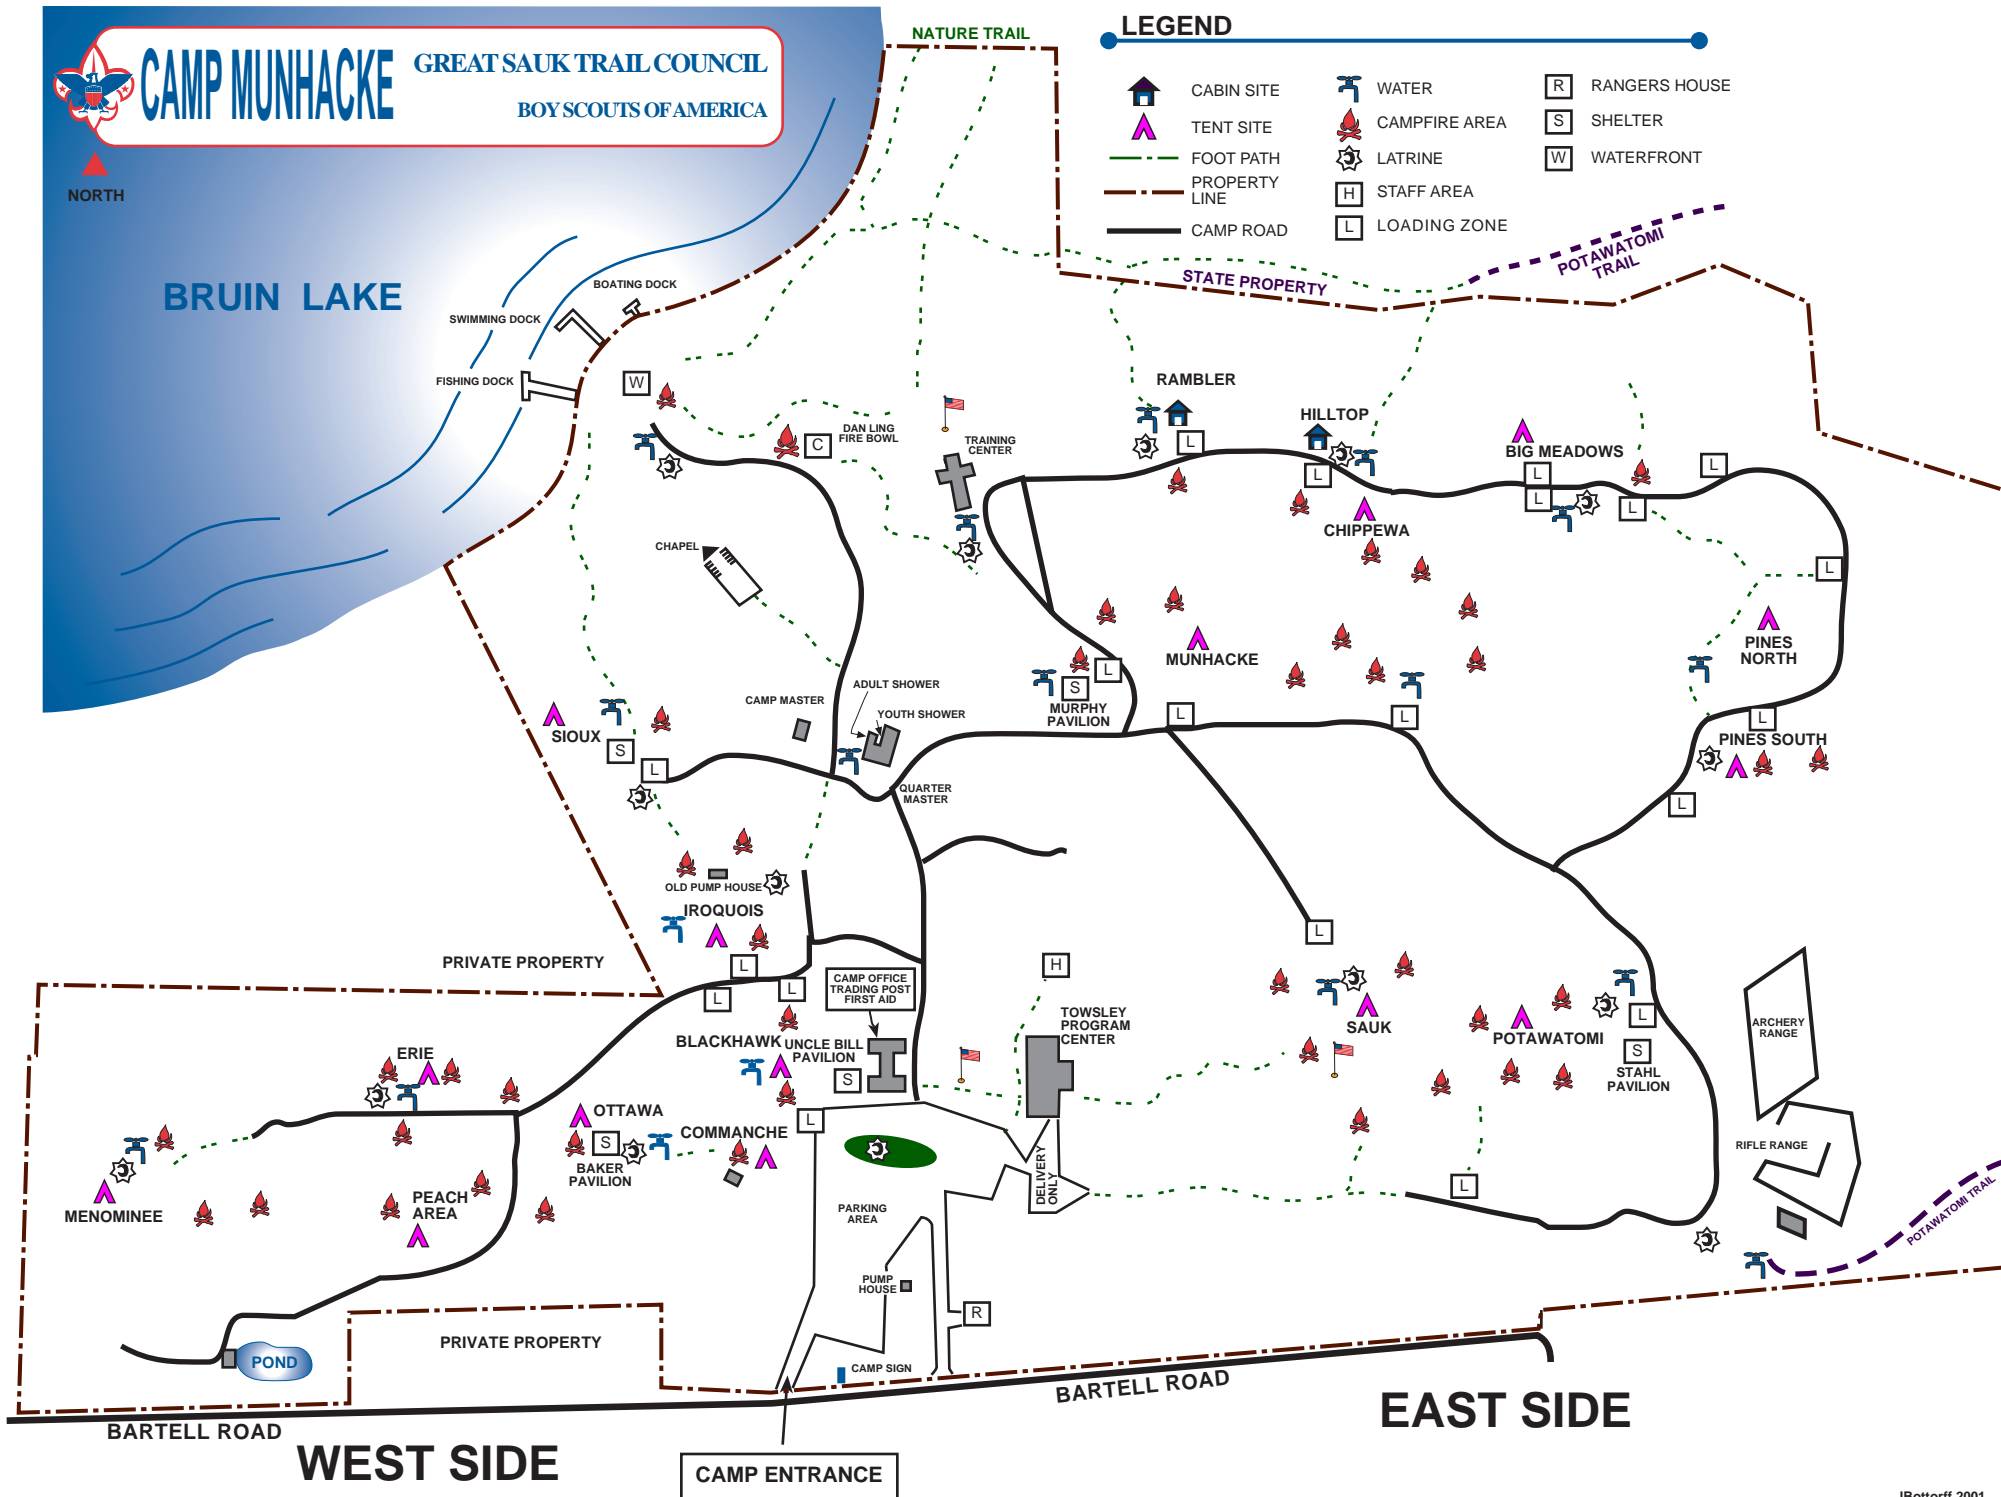 CAMP MUNHACKE
GREAT SAUK TRAIL COUNCIL
BOY SCOUTS OF AMERICA
NORTH
BRUIN LAKE
NATURE TRAIL
LEGEND
CABIN SITE
TENT SITE
FOOT PATH
PROPERTY
LINE
CAMP ROAD
WATER
CAMPFIRE AREA
LATRINE
H STAFF AREA
L LOADING ZONE
R RANGERS HOUSE
S SHELTER
W WATERFRONT
POTAWATOMI
TRAIL
STATE PROPERTY
BOATING DOCK
SWIMMING DOCK
FISHING DOCK
W
DAN LING
FIRE BOWL
C
TRAINING
CENTER
RAMBLER
L
HILLTOP
L
BIG MEADOWS
L
L
L
L
CHIPPEWA
CHAPEL
L
MUNHACKE
PINES
NORTH
L
S
MURPHY
PAVILION
L
L
L
PINES SOUTH
L
CAMP MASTER
ADULT SHOWER
YOUTH SHOWER
SIOUX
S
L
QUARTER
MASTER
OLD PUMP HOUSE
IROQUOIS
L
L
L
L
PRIVATE PROPERTY
CAMP OFFICE
TRADING POST
FIRST AID
H
TOWSLEY
PROGRAM
CENTER
SAUK
POTAWATOMI
L
S
STAHL
PAVILION
ARCHERY
RANGE
RIFLE RANGE
POTAWATOMI TRAIL
BLACKHAWK
UNCLE BILL
PAVILION
S
ERIE
OTTAWA
S
BAKER
PAVILION
COMMANCHE
L
MENOMINEE
PEACH
AREA
PARKING
AREA
DELIVERY
ONLY
L
PUMP
HOUSE
R
PRIVATE PROPERTY
POND
CAMP SIGN
BARTELL ROAD
BARTELL ROAD
WEST SIDE
EAST SIDE
CAMP ENTRANCE